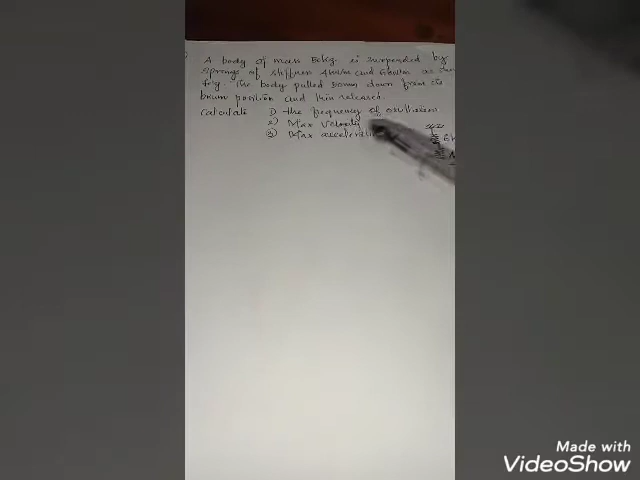 A body of mass 50kg is suspended by
springs of stiffness 4kN/m and 6kN/m as
fig. The body pulled 50mm down from its
brium position and then released.
Calculate 1) the frequency of oscillation
2) Max Velocity
3) Max acceleration
Made with
VideoShow